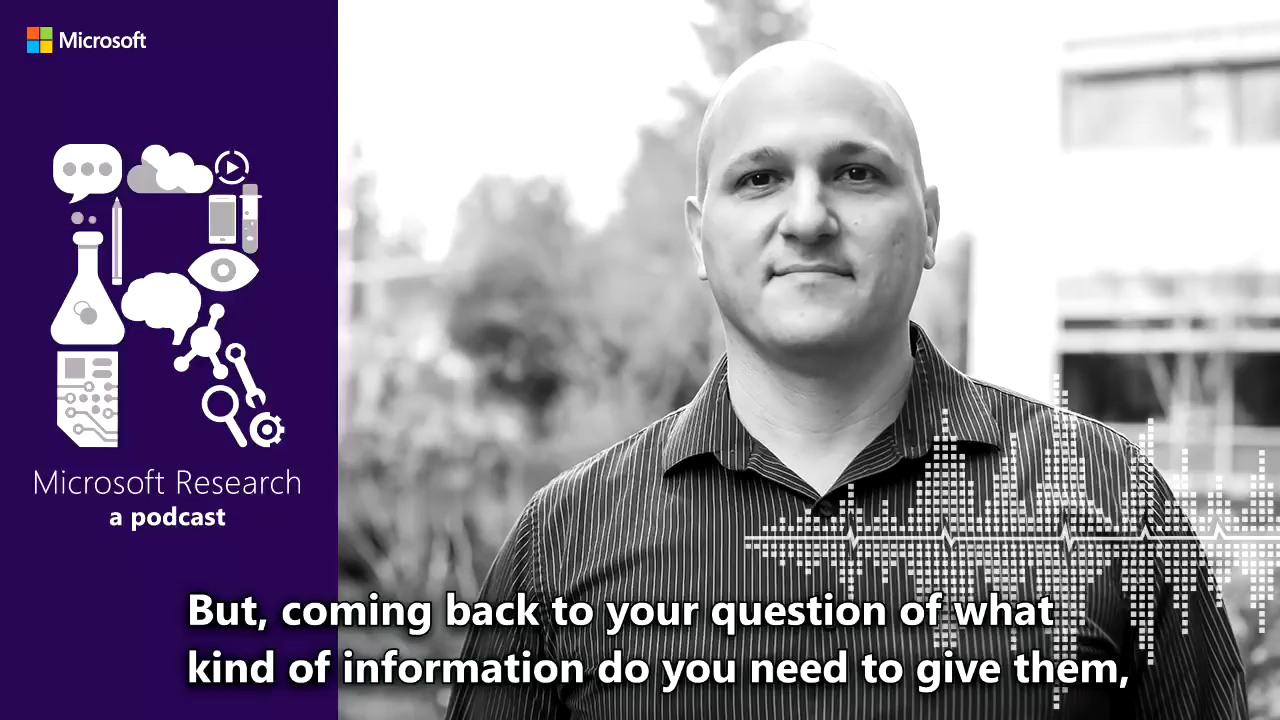 Microsoft
Microsoft Research
a podcast
But, coming back to your question of what
kind of information do you need to give them,